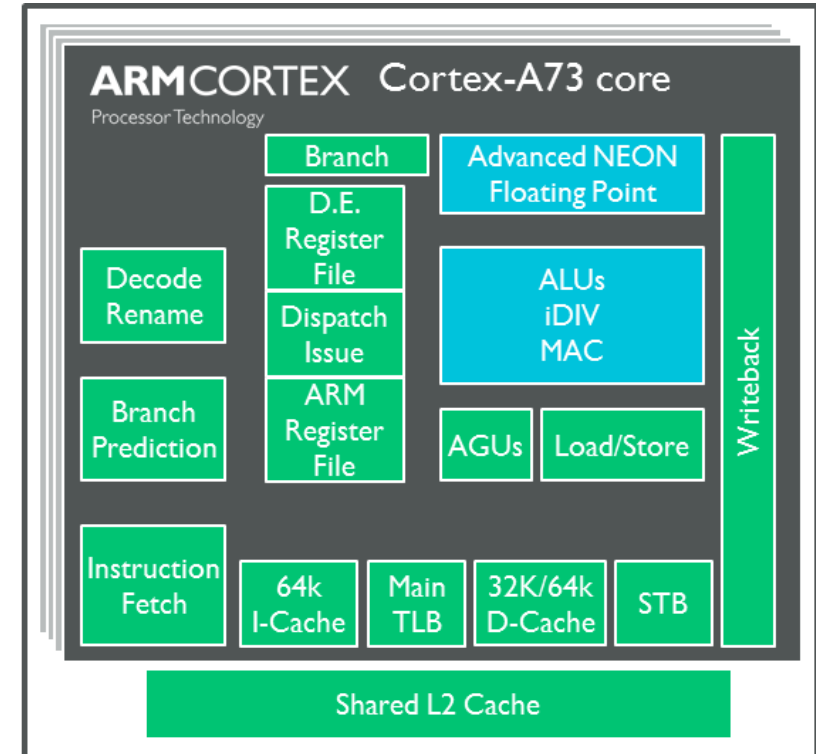 ARMCORTEX Cortex-A73 core
Processor Technology
Branch
Advanced NEON
Floating Point
D.E.
Register
File
Decode
Rename
Dispatch
Issue
ALUs
iDIV
MAC
Writeback
Branch
Prediction
ARM
Register
File
AGUs
Load/Store
Instruction
Fetch
64k
I-Cache
Main
TLB
32K/64k
D-Cache
STB
Shared L2 Cache